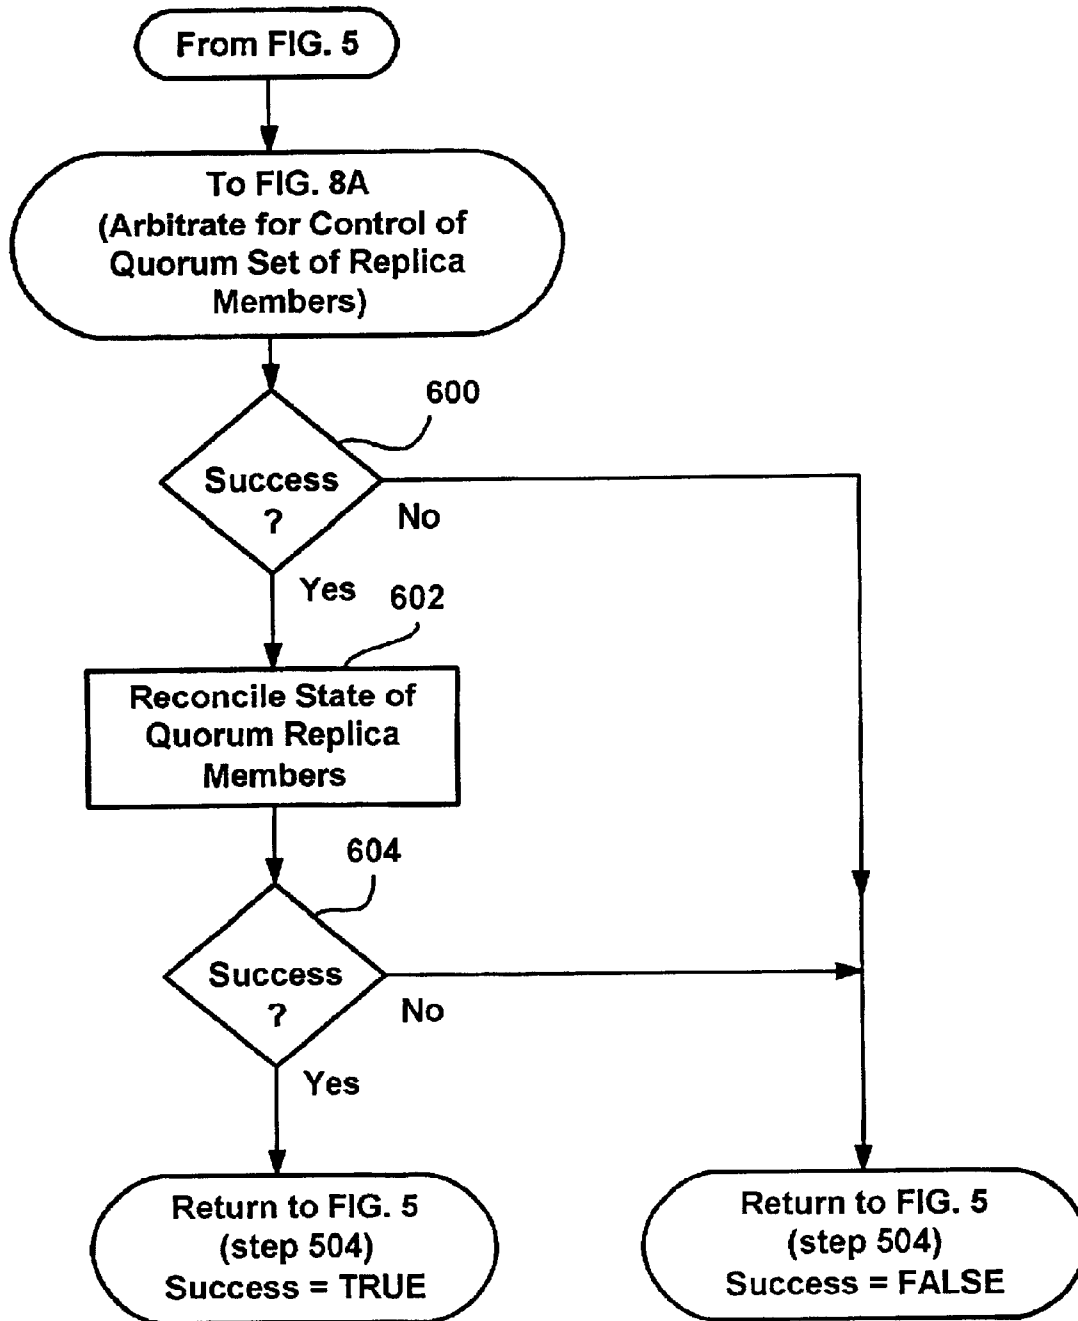 From FIG. 5
To FIG. 8A
(Arbitrate for Control of
Quorum Set of Replica
Members)
600
Success
?
No
Yes
602
Reconcile State of
Quorum Replica
Members
604
Success
?
No
Yes
Return to FIG. 5
(step 504)
Success = TRUE
Return to FIG. 5
(step 504)
Success = FALSE